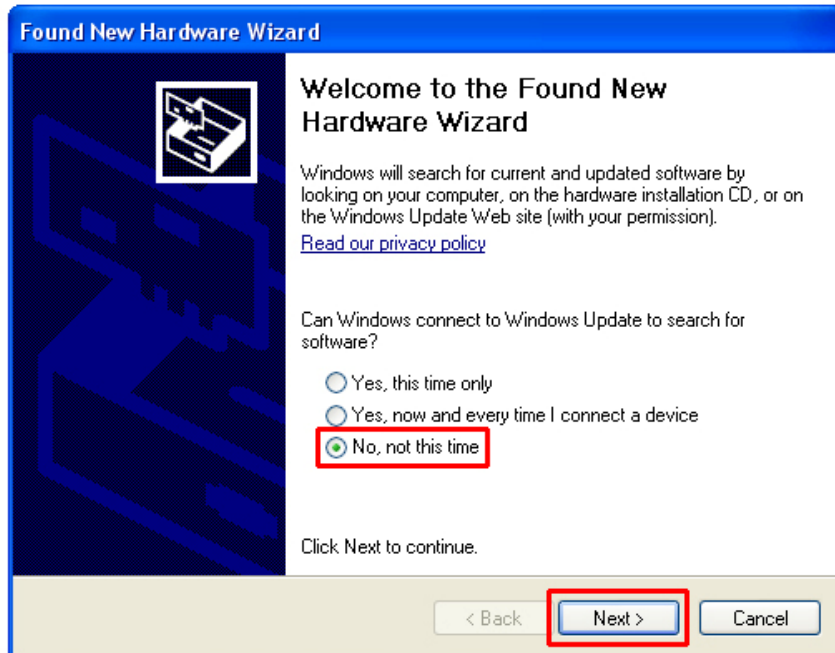 Found New Hardware Wizard
Welcome to the Found New
Hardware Wizard
Windows will search for current and updated software by
looking on your computer, on the hardware installation CD, or on
the Windows Update Web site (with your permission).
Read our privacy policy
Can Windows connect to Windows Update to search for
software?
Yes, this time only
Yes, now and every time I connect a device
No, not this time
Click Next to continue.
< Back
Next >
Cancel